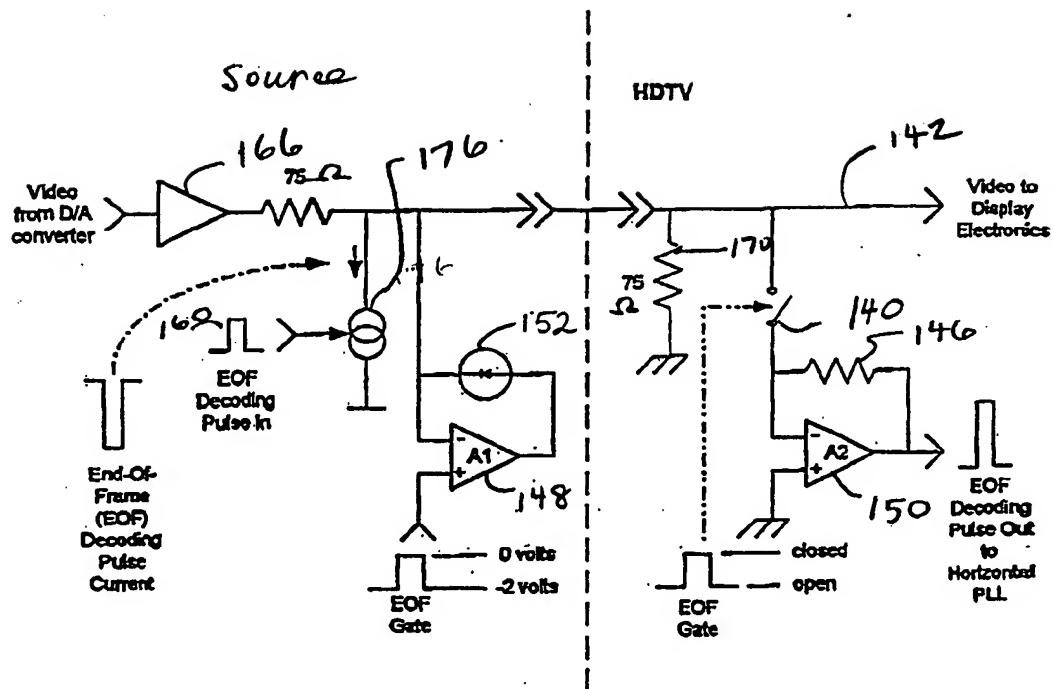 Source
HDTV
166
176
142
75 Ω
Video
from D/A
converter
Video to
Display
Electronics
170
75
Ω
160
152
140
146
EOF
Decoding
Pulse In
A1
A2
148
150
End-Of-
Frame
(EOF)
Decoding
Pulse
Current
0 volts
-2 volts
EOF
Gate
closed
open
EOF
Gate
EOF
Decoding
Pulse Out
to
Horizontal
PLL